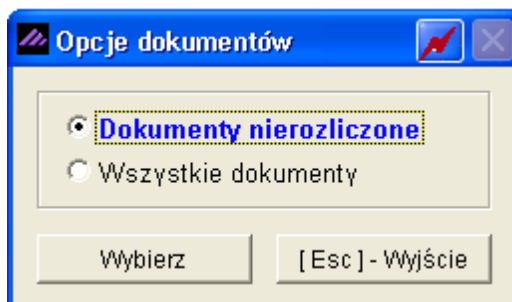 Opcje dokumentów
Dokumenty nierozliczone
Wszystkie dokumenty
Wybierz
[ Esc ] - Wyjście